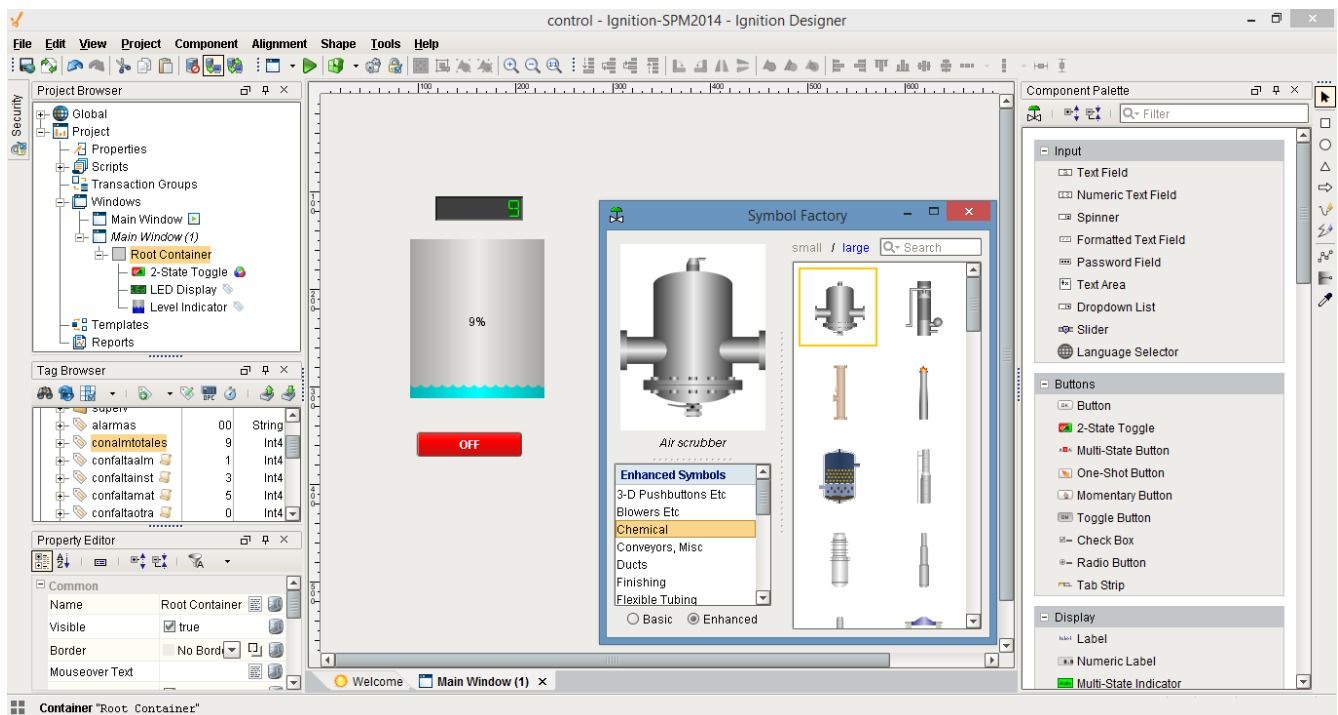 control - Ignition-SPM2014 - Ignition Designer
File Edit View Project Component Alignment Shape Tools Help
Security
Project Browser
Global
Project
Properties
Scripts
Transaction Groups
Windows
Main Window
Main Window (1)
Root Container
2-State Toggle
LED Display
Level Indicator
Templates
Reports
Tag Browser
alarmas 00 String
conalmtotales 9 Int4
confaltaalm 1 Int4
confaltainst 3 Int4
confaltamat 5 Int4
confaltaotra 0 Int4
Property Editor
Common
Name Root Container
Visible true
Border No Bord
Mouseover Text
100 300 400 500 600
9
9%
OFF
Symbol Factory
small / large Search
Air scrubber
Enhanced Symbols
3-D Pushbuttons Etc
Blowers Etc
Chemical
Conveyors, Misc
Ducts
Finishing
Flexible Tubing
Basic Enhanced
Welcome Main Window (1)
Component Palette
Filter
Input
Text Field
Numeric Text Field
Spinner
Formatted Text Field
Password Field
Text Area
Dropdown List
Slider
Language Selector
Buttons
Button
2-State Toggle
Multi-State Button
One-Shot Button
Momentary Button
Toggle Button
Check Box
Radio Button
Tab Strip
Display
Label
Numeric Label
Multi-State Indicator
Container "Root Container"